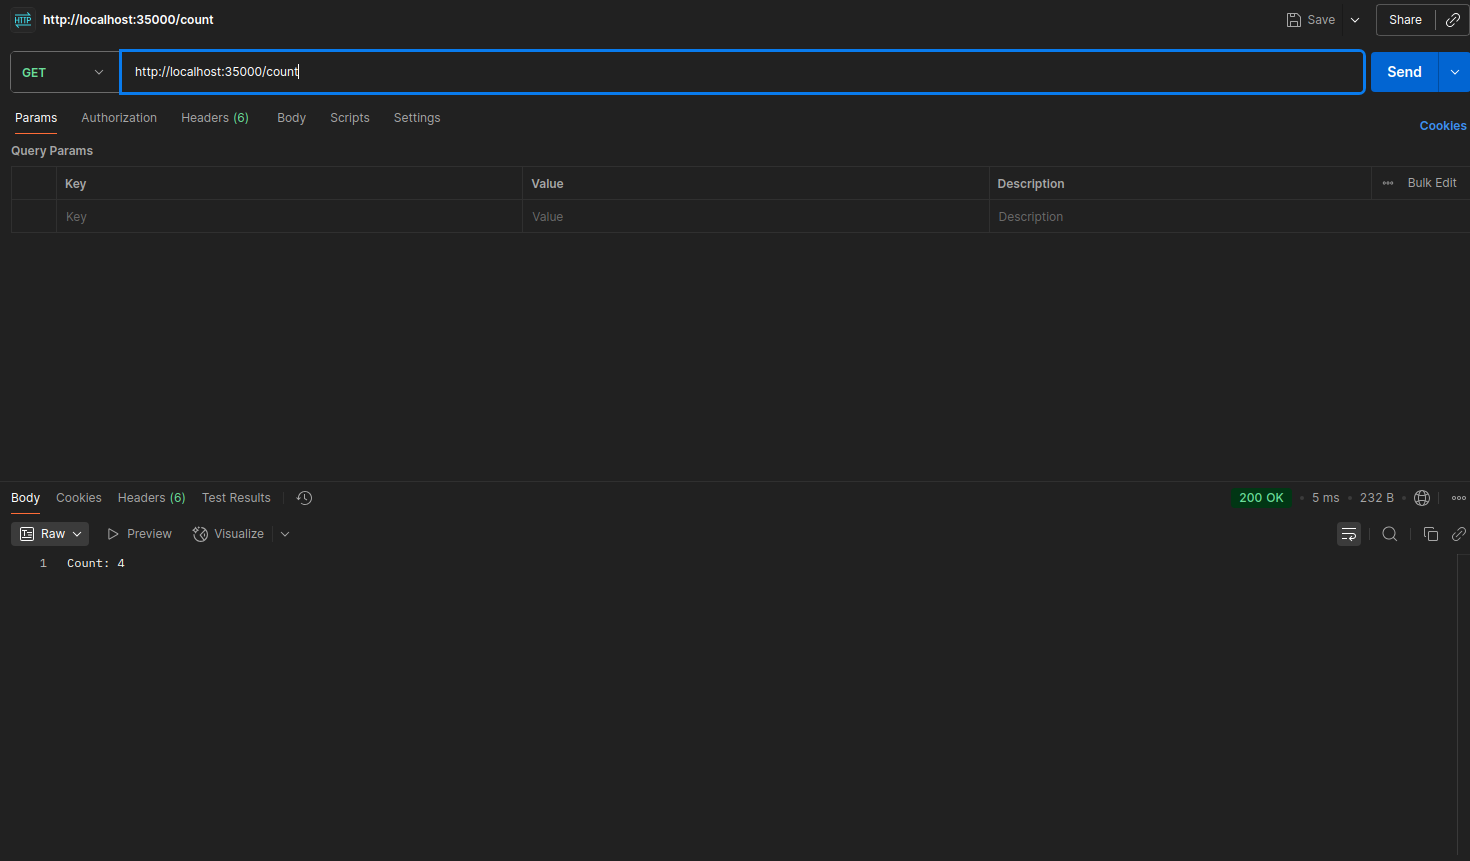 HTTP http://localhost:35000/count Save Share
GET http://localhost:35000/count Send
Params Authorization Headers (6) Body Scripts Settings Cookies
Query Params
Key Value Description Bulk Edit
Key Value Description
Body Cookies Headers (6) Test Results 200 OK • 5 ms • 232 B •
Raw Preview Visualize
1 Count: 4